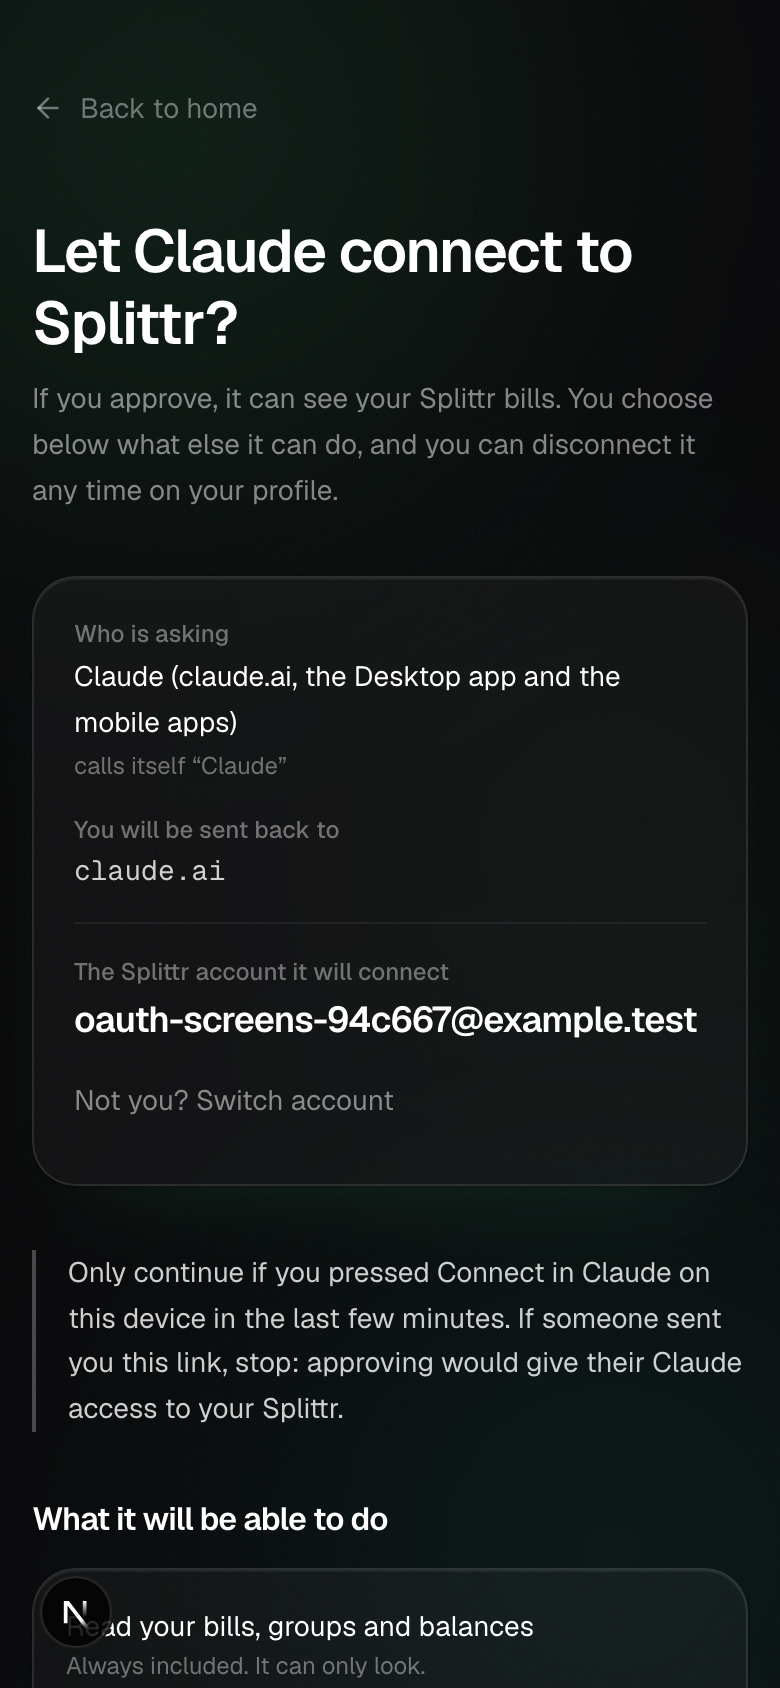 Back to home
Let Claude connect to
Splittr?
If you approve, it can see your Splittr bills. You choose
below what else it can do, and you can disconnect it
any time on your profile.
Who is asking
Claude (claude.ai, the Desktop app and the
mobile apps)
calls itself “Claude”
You will be sent back to
claude.ai
The Splittr account it will connect
oauth-screens-94c667@example.test
Not you? Switch account
Only continue if you pressed Connect in Claude on
this device in the last few minutes. If someone sent
you this link, stop: approving would give their Claude
access to your Splittr.
What it will be able to do
N
Read your bills, groups and balances
Always included. It can only look.